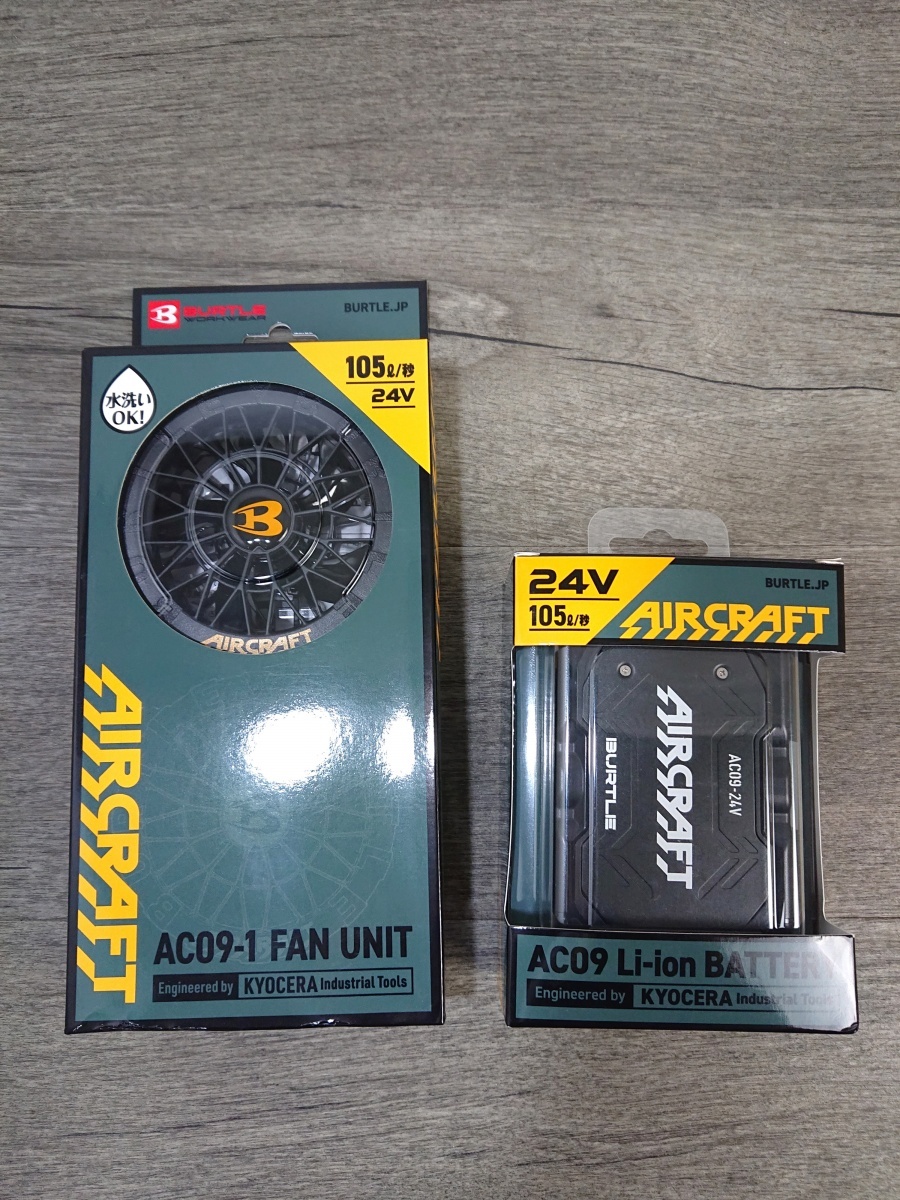 BURTLE
WORKWEAR
BURTLE.JP
105ℓ/秒
24V
水洗い
OK!
B
AIRCRAFT
AIRCRAFT
AC09-1 FAN UNIT
Engineered by KYOCERA Industrial Tools
24V
105ℓ/秒
BURTLE.JP
AIRCRAFT
AIRCRAFT
BURTLE
AC09-24V
AC09 Li-ion BATTERY
Engineered by KYOCERA Industrial Tools